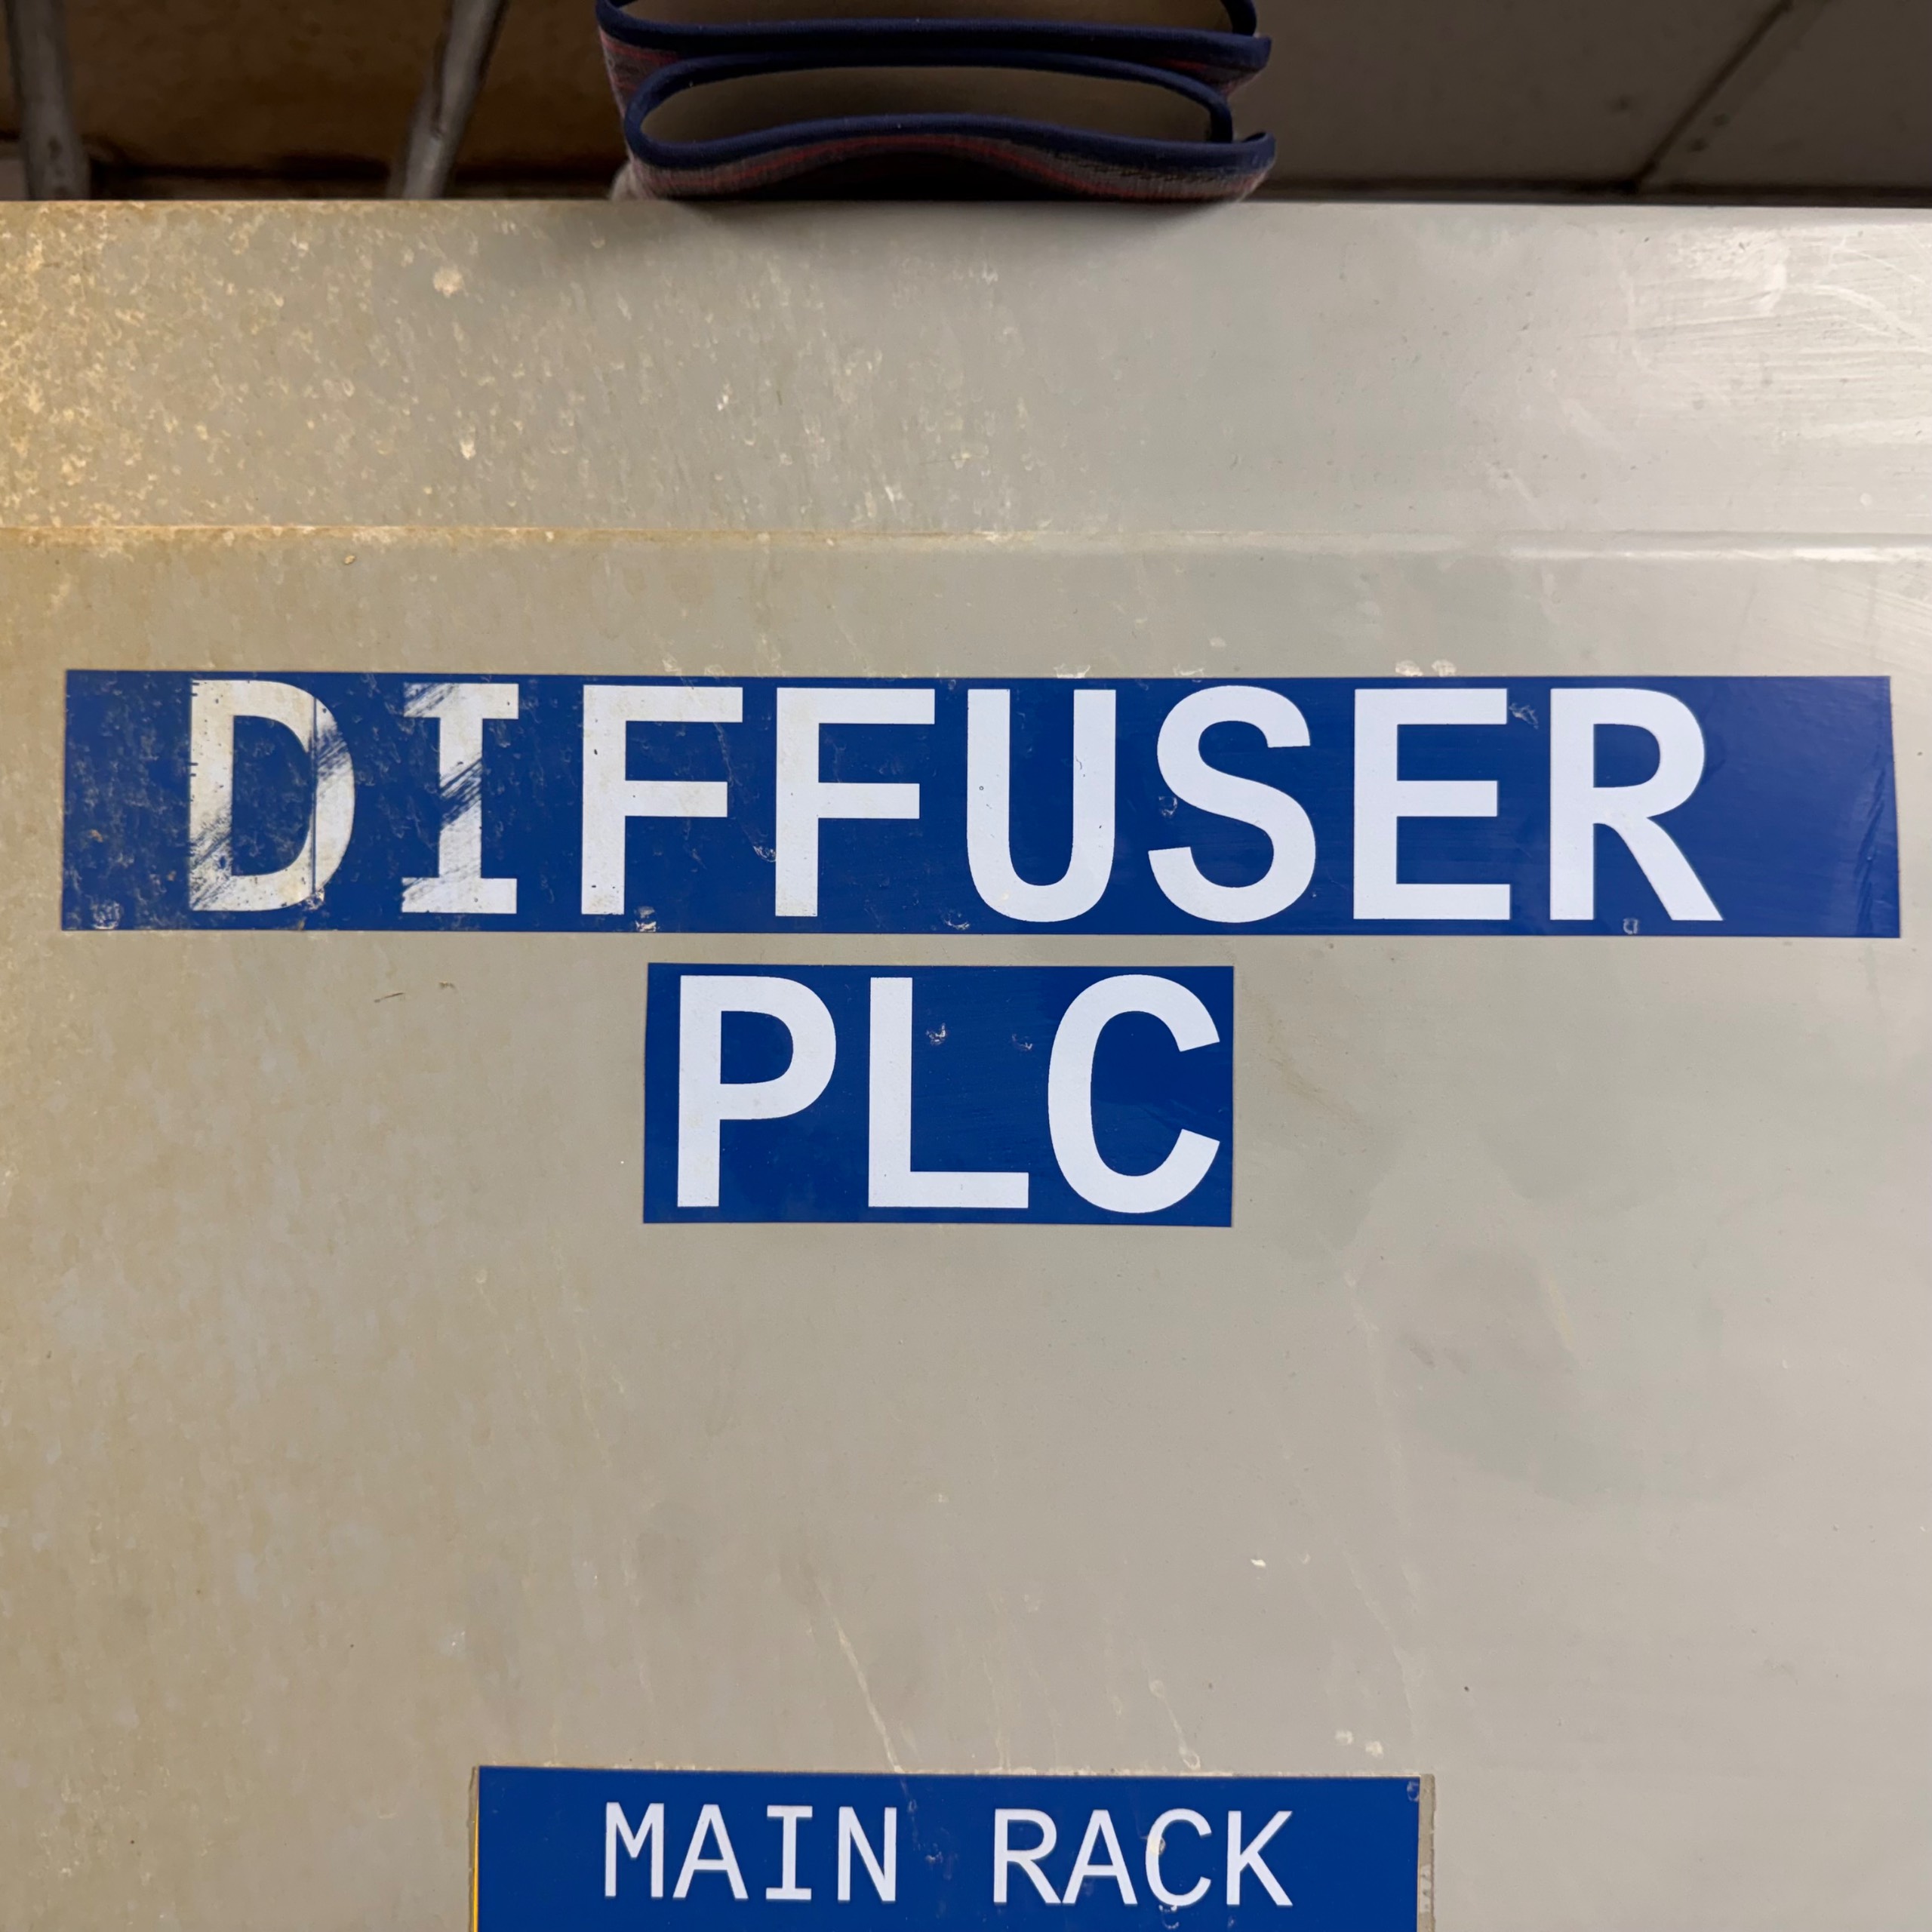 DIFFUSER
PLC
MAIN RACK